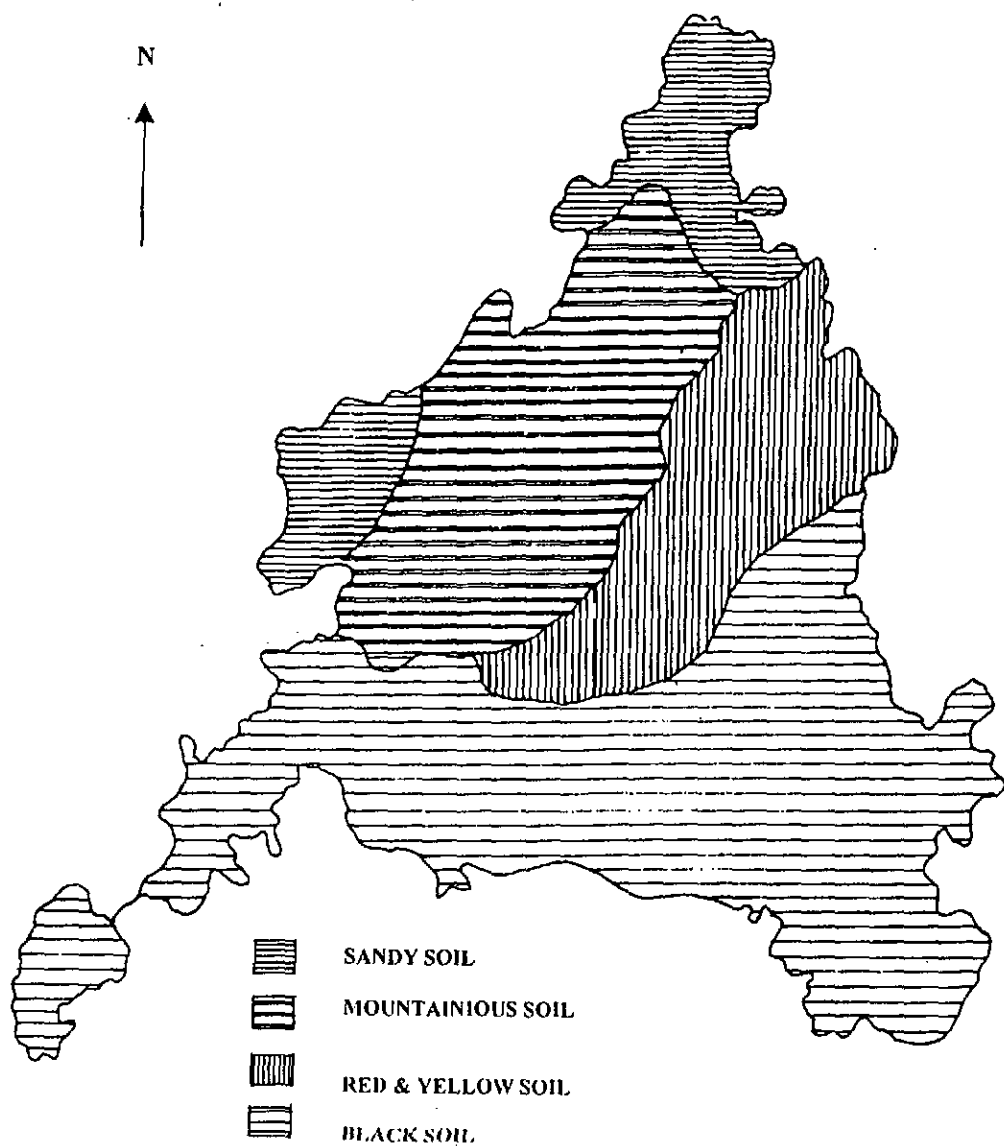 N
SANDY SOIL
MOUNTAINIOUS SOIL
RED & YELLOW SOIL
BLACK SOIL